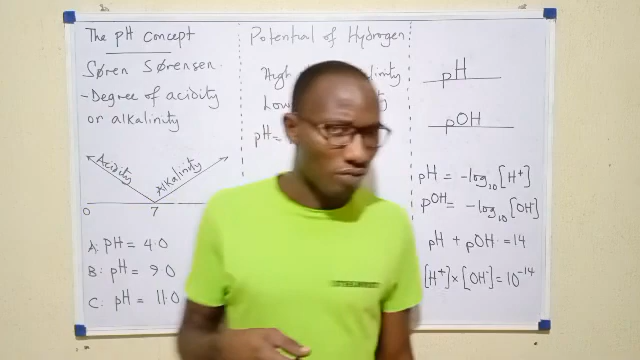 The pH concept
Søren Sørensen.
- Degree of acidity
or alkalinity
Acidity
Alkalinity
0
7
A: pH = 4.0
B: pH = 9.0
C: pH = 11.0
Potential of Hydrogen
High
Low
pH =
pH
pOH
pH = -log₁₀[H⁺]
pOH = -log₁₀[OH⁻]
pH + pOH = 14
[H⁺]×[OH⁻] = 10⁻¹⁴